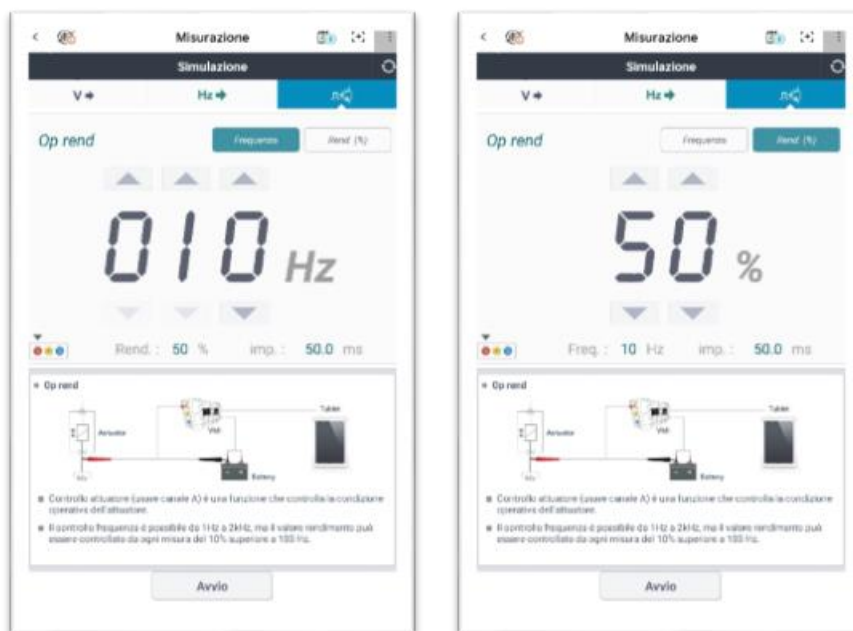 Misurazione
Simulazione
V
Hz
Op rend
Frequenza
Rend (%)
010 Hz
Rend. : 50 % imp. : 50.0 ms
Op rend
Actuator
VMI
Tablet
Battery
Controllo attuatore (usare canale A) è una funzione che controlla la condizione
operativa dell'attuatore.
Il controllo frequenza è possibile da 1Hz a 2kHz, ma il valore rendimento può
essere controllato da ogni misura del 10% superiore a 100 Hz.
Avvio
Misurazione
Simulazione
V
Hz
Op rend
Frequenza
Rend (%)
50 %
Freq. : 10 Hz imp. : 50.0 ms
Op rend
Actuator
VMI
Tablet
Battery
Controllo attuatore (usare canale A) è una funzione che controlla la condizione
operativa dell'attuatore.
Il controllo frequenza è possibile da 1Hz a 2kHz, ma il valore rendimento può
essere controllato da ogni misura del 10% superiore a 100 Hz.
Avvio